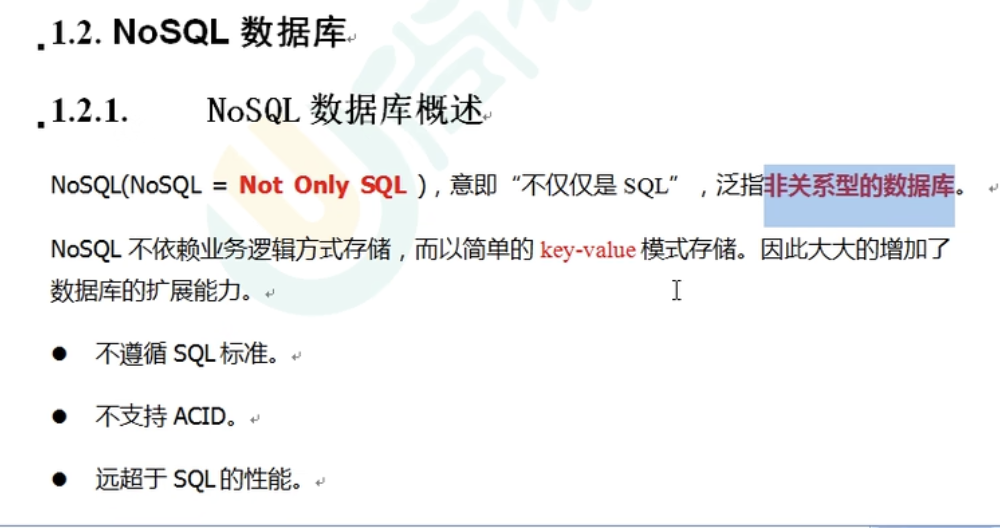 1.2. NoSQL 数据库
1.2.1. NoSQL 数据库概述
NoSQL(NoSQL = Not Only SQL )，意即“不仅仅是 SQL”，泛指非关系型的数据库。
NoSQL 不依赖业务逻辑方式存储，而以简单的 key-value 模式存储。因此大大的增加了
数据库的扩展能力。
● 不遵循 SQL 标准。
● 不支持 ACID。
● 远超于 SQL 的性能。